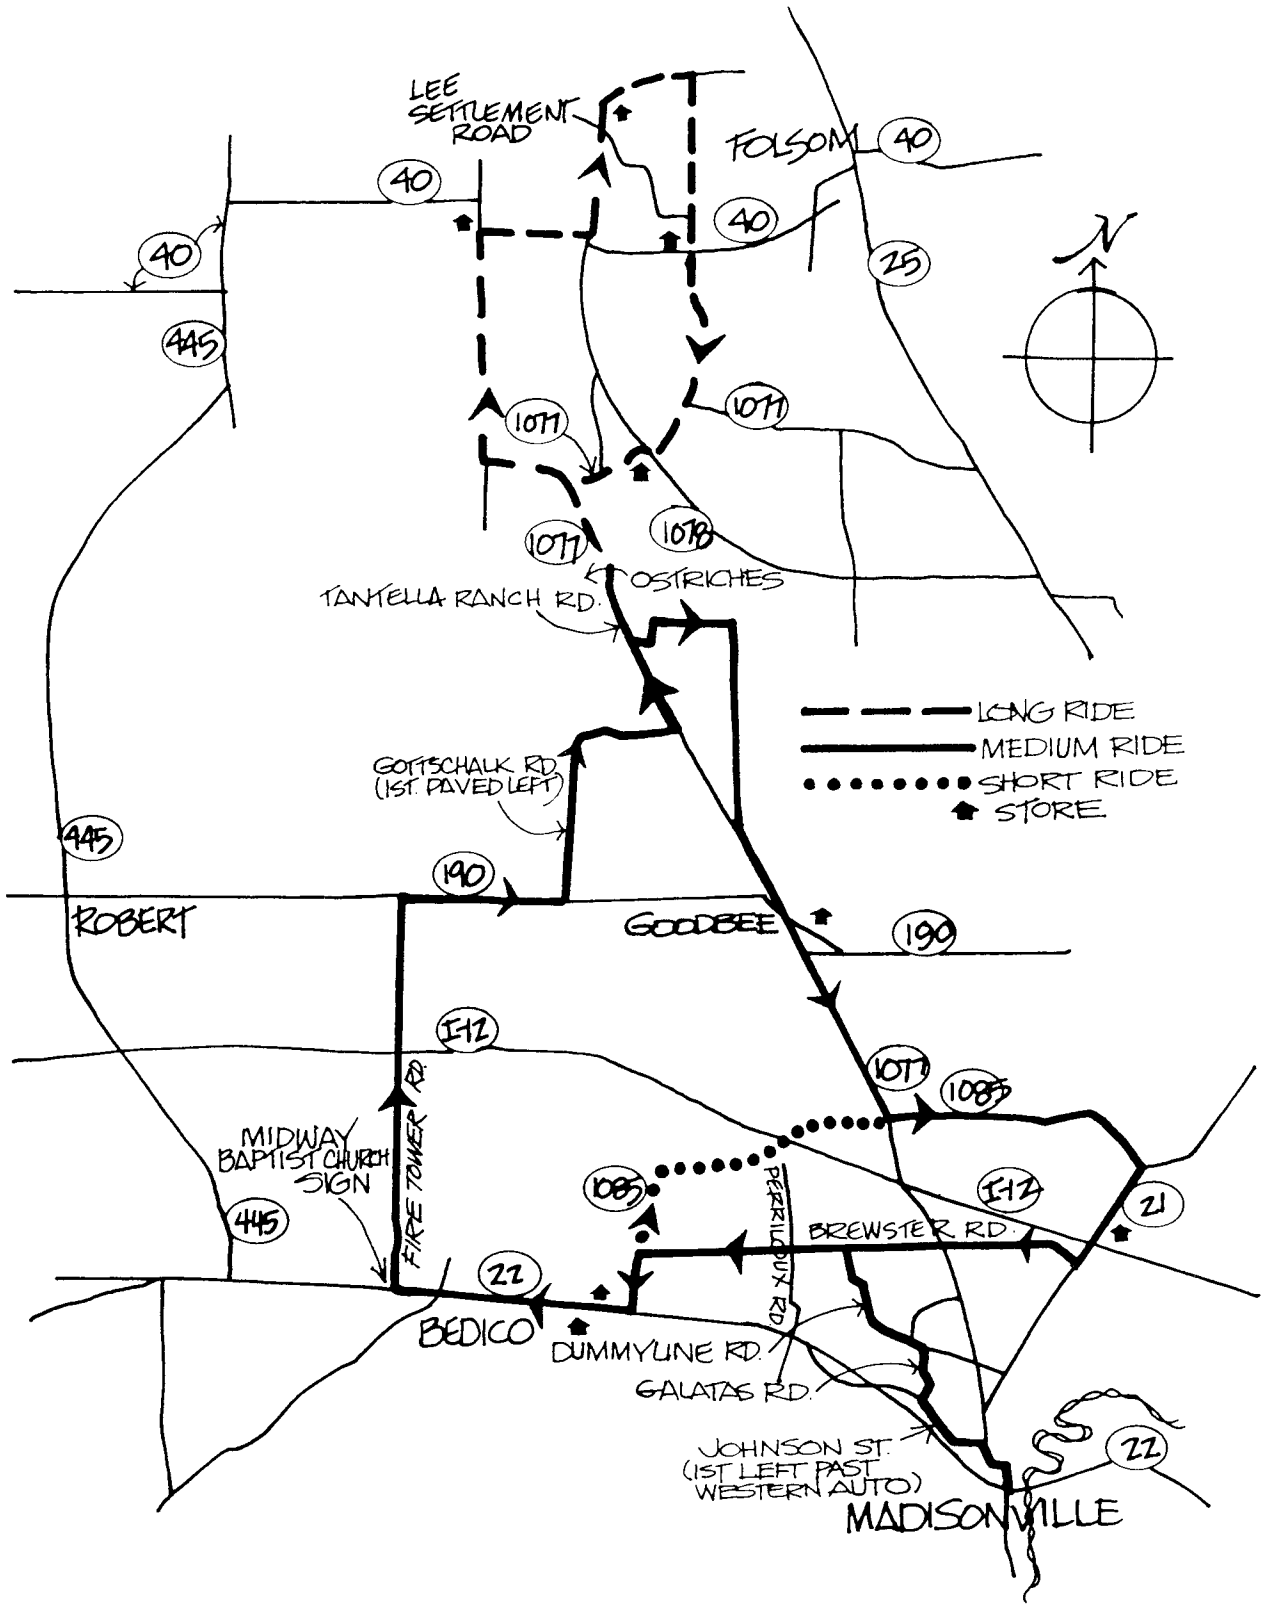 LEE
SETTLEMENT
ROAD
FOLSOM
40
40
40
40
N
25
445
1077
1077
1077
1078
OSTRICHES
TANTELLA RANCH RD.
LONG RIDE
MEDIUM RIDE
SHORT RIDE
STORE
GOTTSCHALK RD.
(1ST. PAVED LEFT)
445
190
ROBERT
GOODBEE
190
I-12
1077
1085
FIRE TOWER RD.
MIDWAY
BAPTIST CHURCH
SIGN
1085
PERRILOUX RD.
I-12
21
BREWSTER RD.
445
22
BEDICO
DUMMYLINE RD.
GALATAS RD.
JOHNSON ST.
(1ST LEFT PAST
WESTERN AUTO)
22
MADISONVILLE